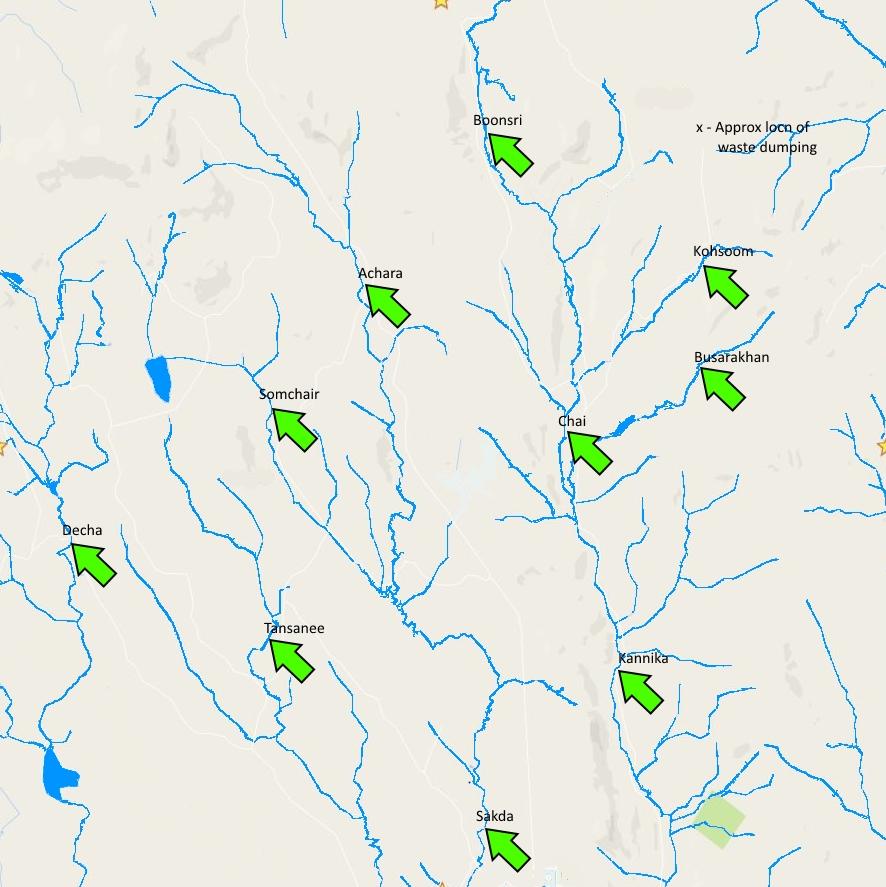 Boonsri
x - Approx locn of
waste dumping
Kohsoom
Achara
Busarakhan
Somchair
Chai
Decha
Tansanee
Kannika
Sakda